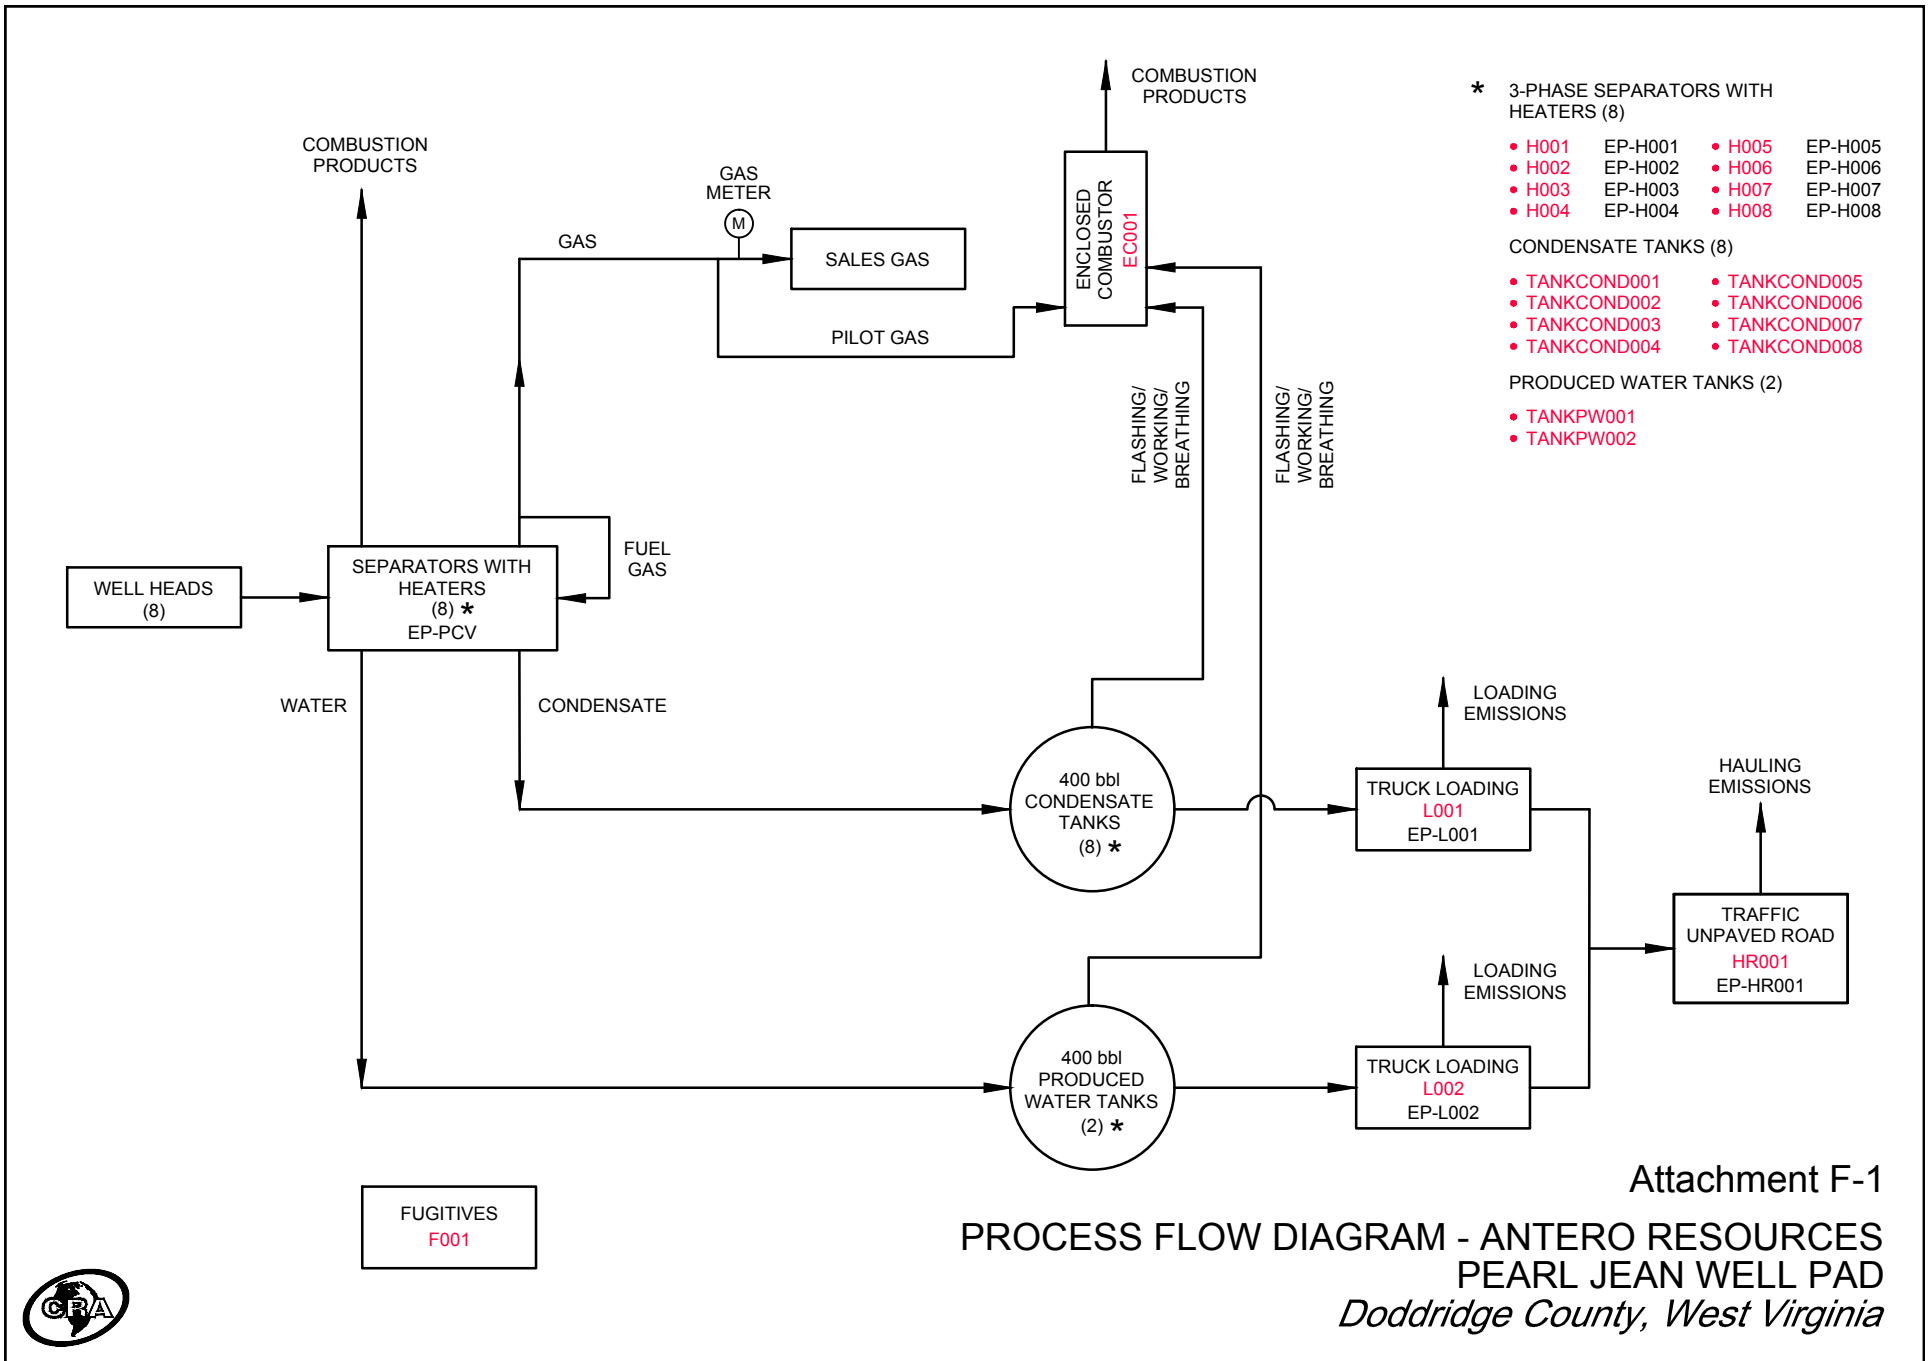 COMBUSTION
PRODUCTS
COMBUSTION
PRODUCTS
GAS
METER
M
GAS
SALES GAS
PILOT GAS
ENCLOSED
COMBUSTOR
EC001
FLASHING/
WORKING/
BREATHING
FLASHING/
WORKING/
BREATHING
* 3-PHASE SEPARATORS WITH
HEATERS (8)
• H001 EP-H001 • H005 EP-H005
• H002 EP-H002 • H006 EP-H006
• H003 EP-H003 • H007 EP-H007
• H004 EP-H004 • H008 EP-H008
CONDENSATE TANKS (8)
• TANKCOND001 • TANKCOND005
• TANKCOND002 • TANKCOND006
• TANKCOND003 • TANKCOND007
• TANKCOND004 • TANKCOND008
PRODUCED WATER TANKS (2)
• TANKPW001
• TANKPW002
WELL HEADS
(8)
SEPARATORS WITH
HEATERS
(8) *
EP-PCV
FUEL
GAS
WATER
CONDENSATE
400 bbl
CONDENSATE
TANKS
(8) *
LOADING
EMISSIONS
TRUCK LOADING
L001
EP-L001
HAULING
EMISSIONS
TRAFFIC
UNPAVED ROAD
HR001
EP-HR001
400 bbl
PRODUCED
WATER TANKS
(2) *
LOADING
EMISSIONS
TRUCK LOADING
L002
EP-L002
FUGITIVES
F001
Attachment F-1
PROCESS FLOW DIAGRAM - ANTERO RESOURCES
PEARL JEAN WELL PAD
Doddridge County, West Virginia
CRA